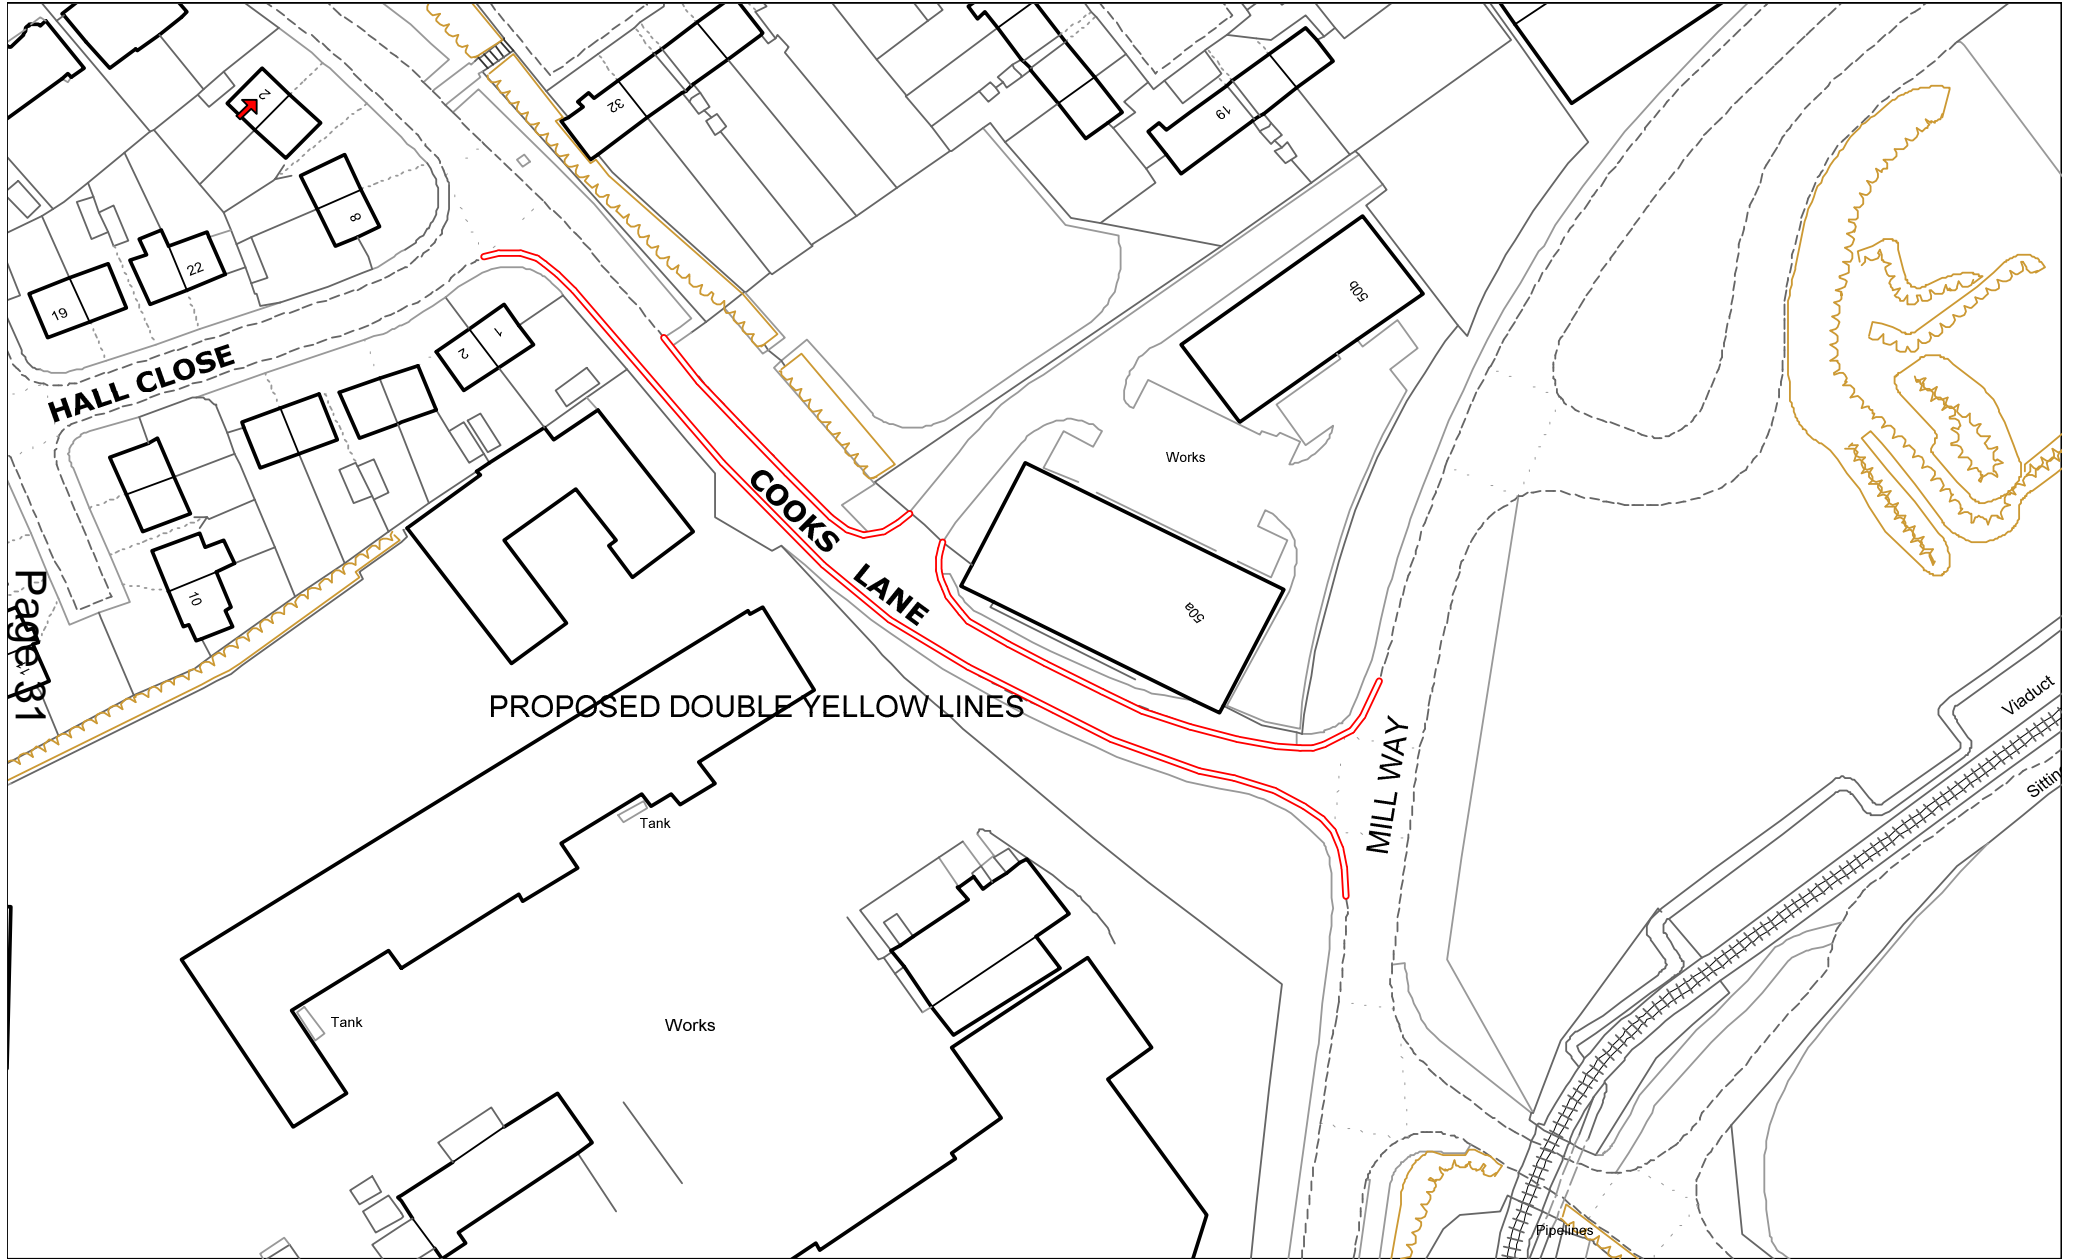 2
32
19
8
22
19
50b
1
2
HALL CLOSE
Works
COOKS
LANE
10
50a
Page 31
Viaduct
PROPOSED DOUBLE YELLOW LINES
MILL WAY
Tank
Tank
Works
Pipelines